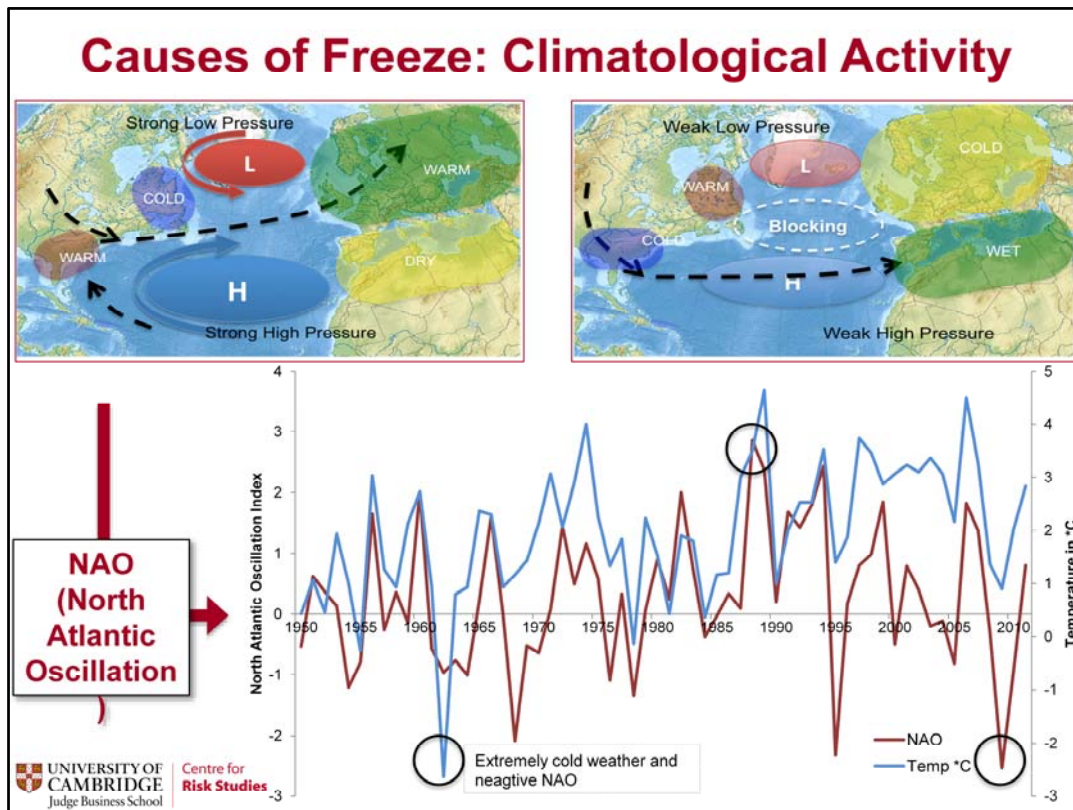 Causes of Freeze: Climatological Activity
Strong Low Pressure
L
WARM
COLD
WARM
DRY
H
Strong High Pressure
Weak Low Pressure
COLD
L
WARM
Blocking
COLD
WET
H
Weak High Pressure
NAO
(North
Atlantic
Oscillation
)
North Atlantic Oscillation Index
4
3
2
1
0
-1
-2
-3
1950
1955
1960
1965
1970
1975
1980
1985
1990
1995
2000
2005
2010
5
4
3
2
1
0
-1
-2
-3
Temperature in *C
Extremely cold weather and
neagtive NAO
NAO
Temp *C
UNIVERSITY OF
CAMBRIDGE
Judge Business School
Centre for
Risk Studies